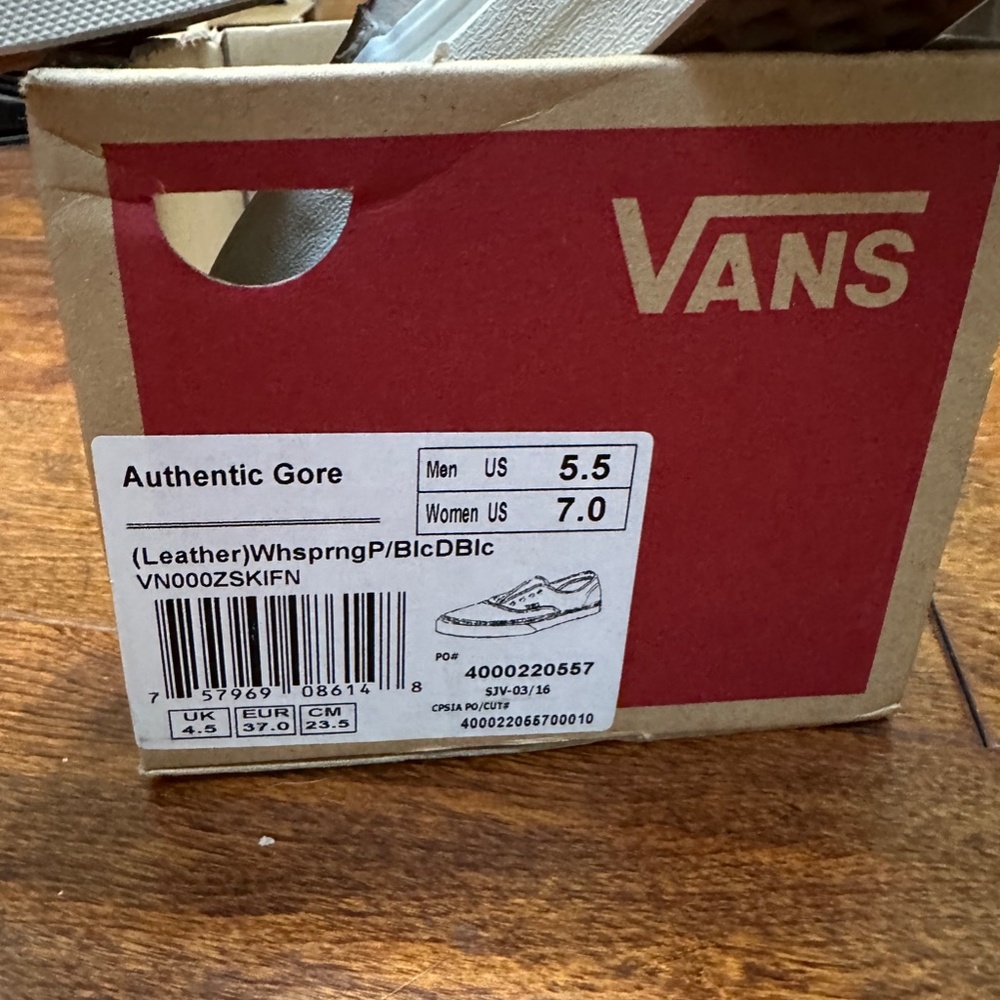 VANS
Authentic Gore
Men US 5.5
Women US 7.0
(Leather)WhsprngP/BlcDBlc
VN000ZSKIFN
7 57969 08614 8
PO#
4000220557
SJV-03/16
CPSIA PO/CUT#
400022055700010
UK EUR CM
4.5 37.0 23.5